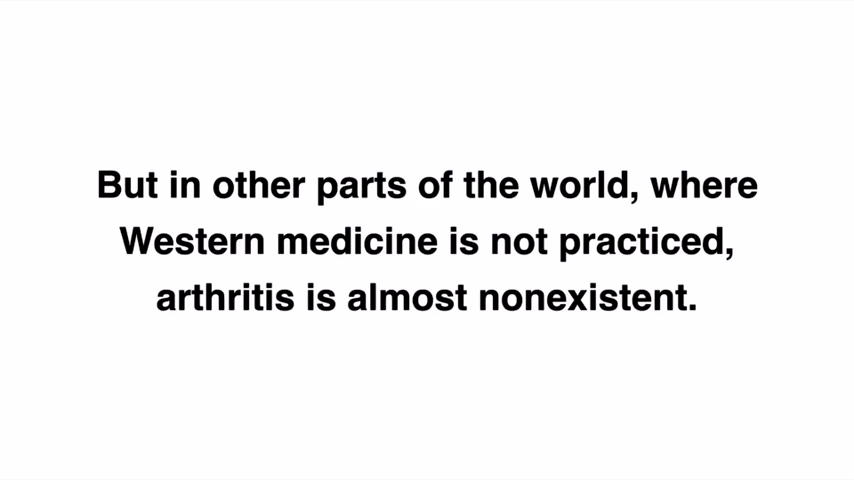 But in other parts of the world, where
Western medicine is not practiced,
arthritis is almost nonexistent.